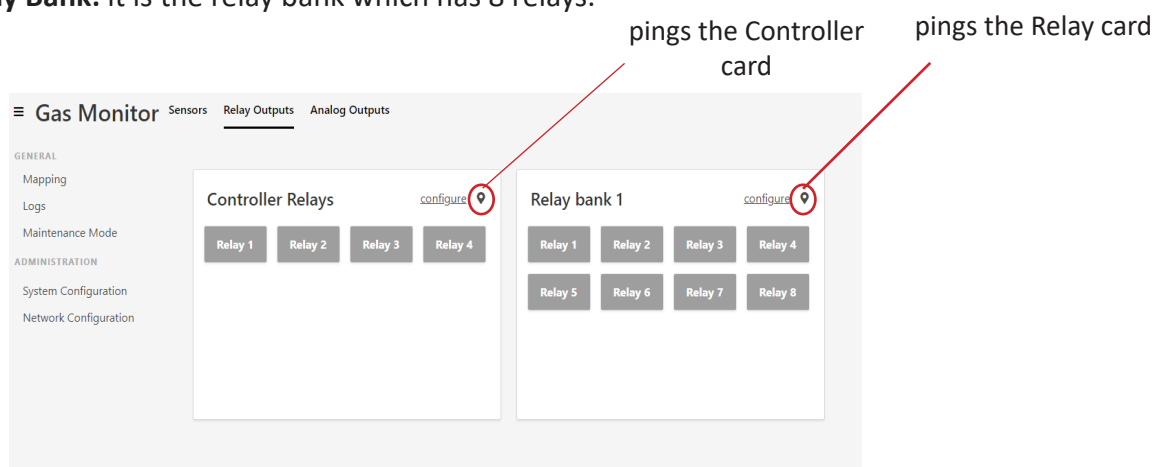 y Bank: It is the relay bank which has 8 relays.
pings the Controller
card
pings the Relay card
≡ Gas Monitor Sensors Relay Outputs Analog Outputs
GENERAL
Mapping
Logs
Maintenance Mode
ADMINISTRATION
System Configuration
Network Configuration
Controller Relays configure
Relay 1 Relay 2 Relay 3 Relay 4
Relay bank 1 configure
Relay 1 Relay 2 Relay 3 Relay 4
Relay 5 Relay 6 Relay 7 Relay 8